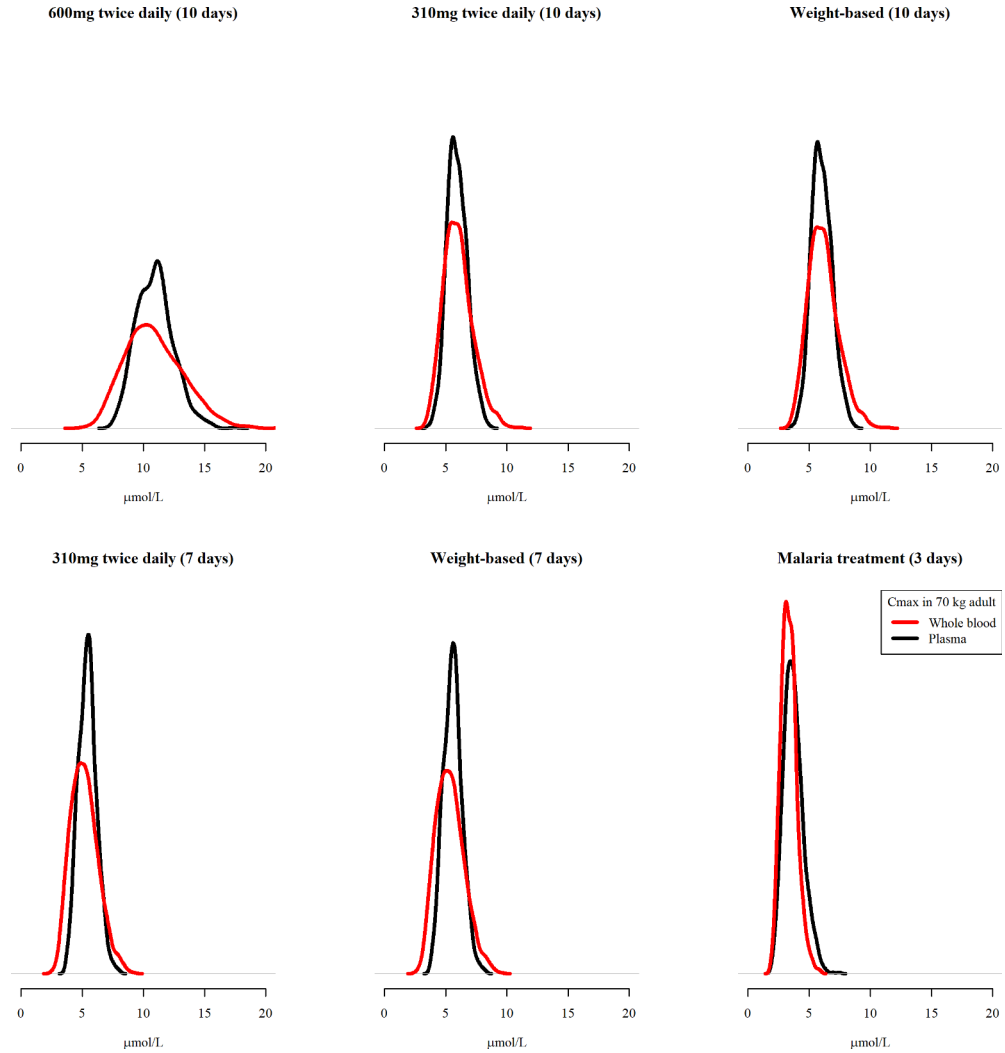 600mg twice daily (10 days)
310mg twice daily (10 days)
Weight-based (10 days)
0 5 10 15 20
μmol/L
0 5 10 15 20
μmol/L
0 5 10 15 20
μmol/L
310mg twice daily (7 days)
Weight-based (7 days)
Malaria treatment (3 days)
Cmax in 70 kg adult
Whole blood
Plasma
0 5 10 15 20
μmol/L
0 5 10 15 20
μmol/L
0 5 10 15 20
μmol/L